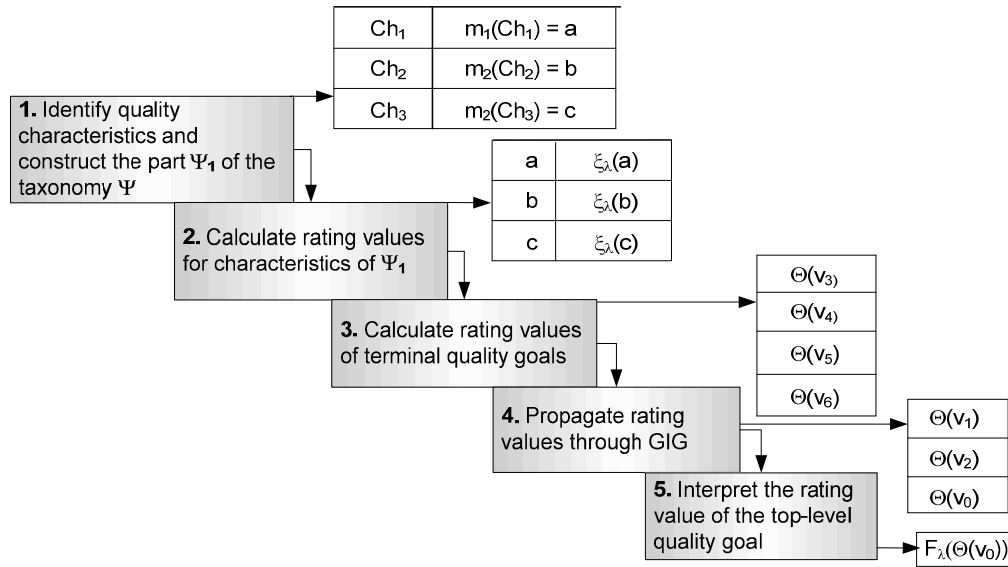 Ch₁ m₁(Ch₁) = a
Ch₂ m₂(Ch₂) = b
Ch₃ m₂(Ch₃) = c
1. Identify quality
characteristics and
construct the part Ψ₁ of the
taxonomy Ψ
a ξλ(a)
b ξλ(b)
c ξλ(c)
2. Calculate rating values
for characteristics of Ψ₁
Θ(v₃)
Θ(v₄)
Θ(v₅)
Θ(v₆)
3. Calculate rating values
of terminal quality goals
4. Propagate rating
values through GIG
Θ(v₁)
Θ(v₂)
Θ(v₀)
5. Interpret the rating
value of the top-level
quality goal
Fλ(Θ(v₀))